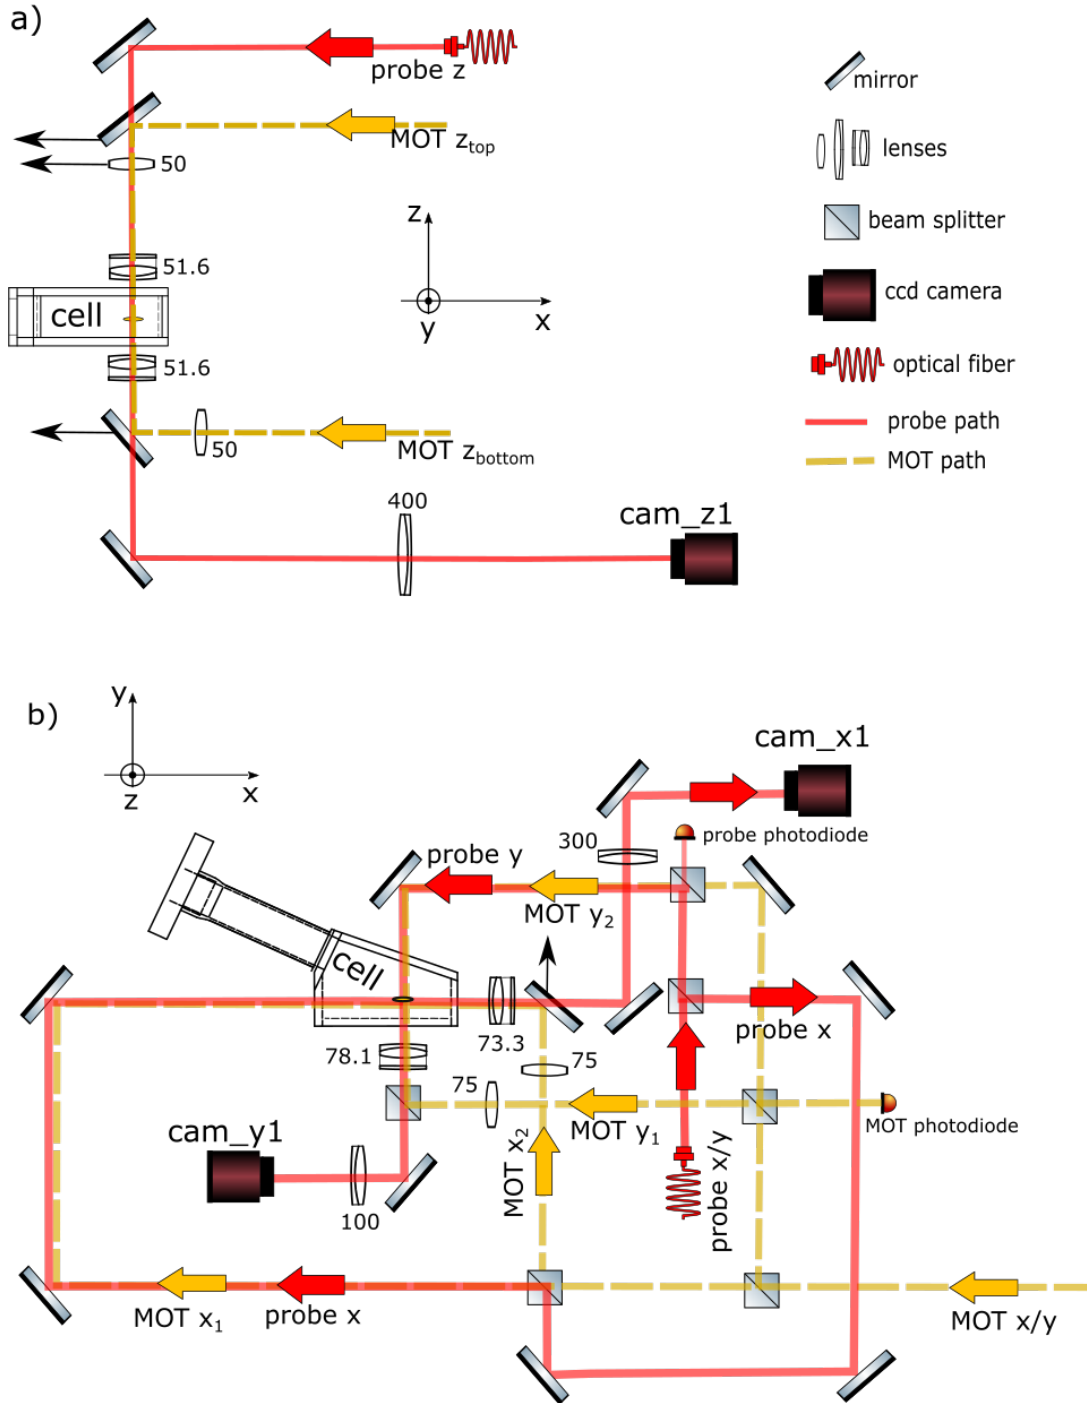 a)
probe z
mirror
MOT z_top
50
lenses
z
beam splitter
51.6
cell
x
y
ccd camera
51.6
optical fiber
probe path
50
MOT z_bottom
MOT path
400
cam_z1
y
b)
z
x
cam_x1
probe photodiode
300
probe y
MOT y₂
cell
probe x
78.1
73.3
75
75
MOT y₁
MOT photodiode
cam_y1
MOT x₂
probe x/y
100
MOT x₁
probe x
MOT x/y